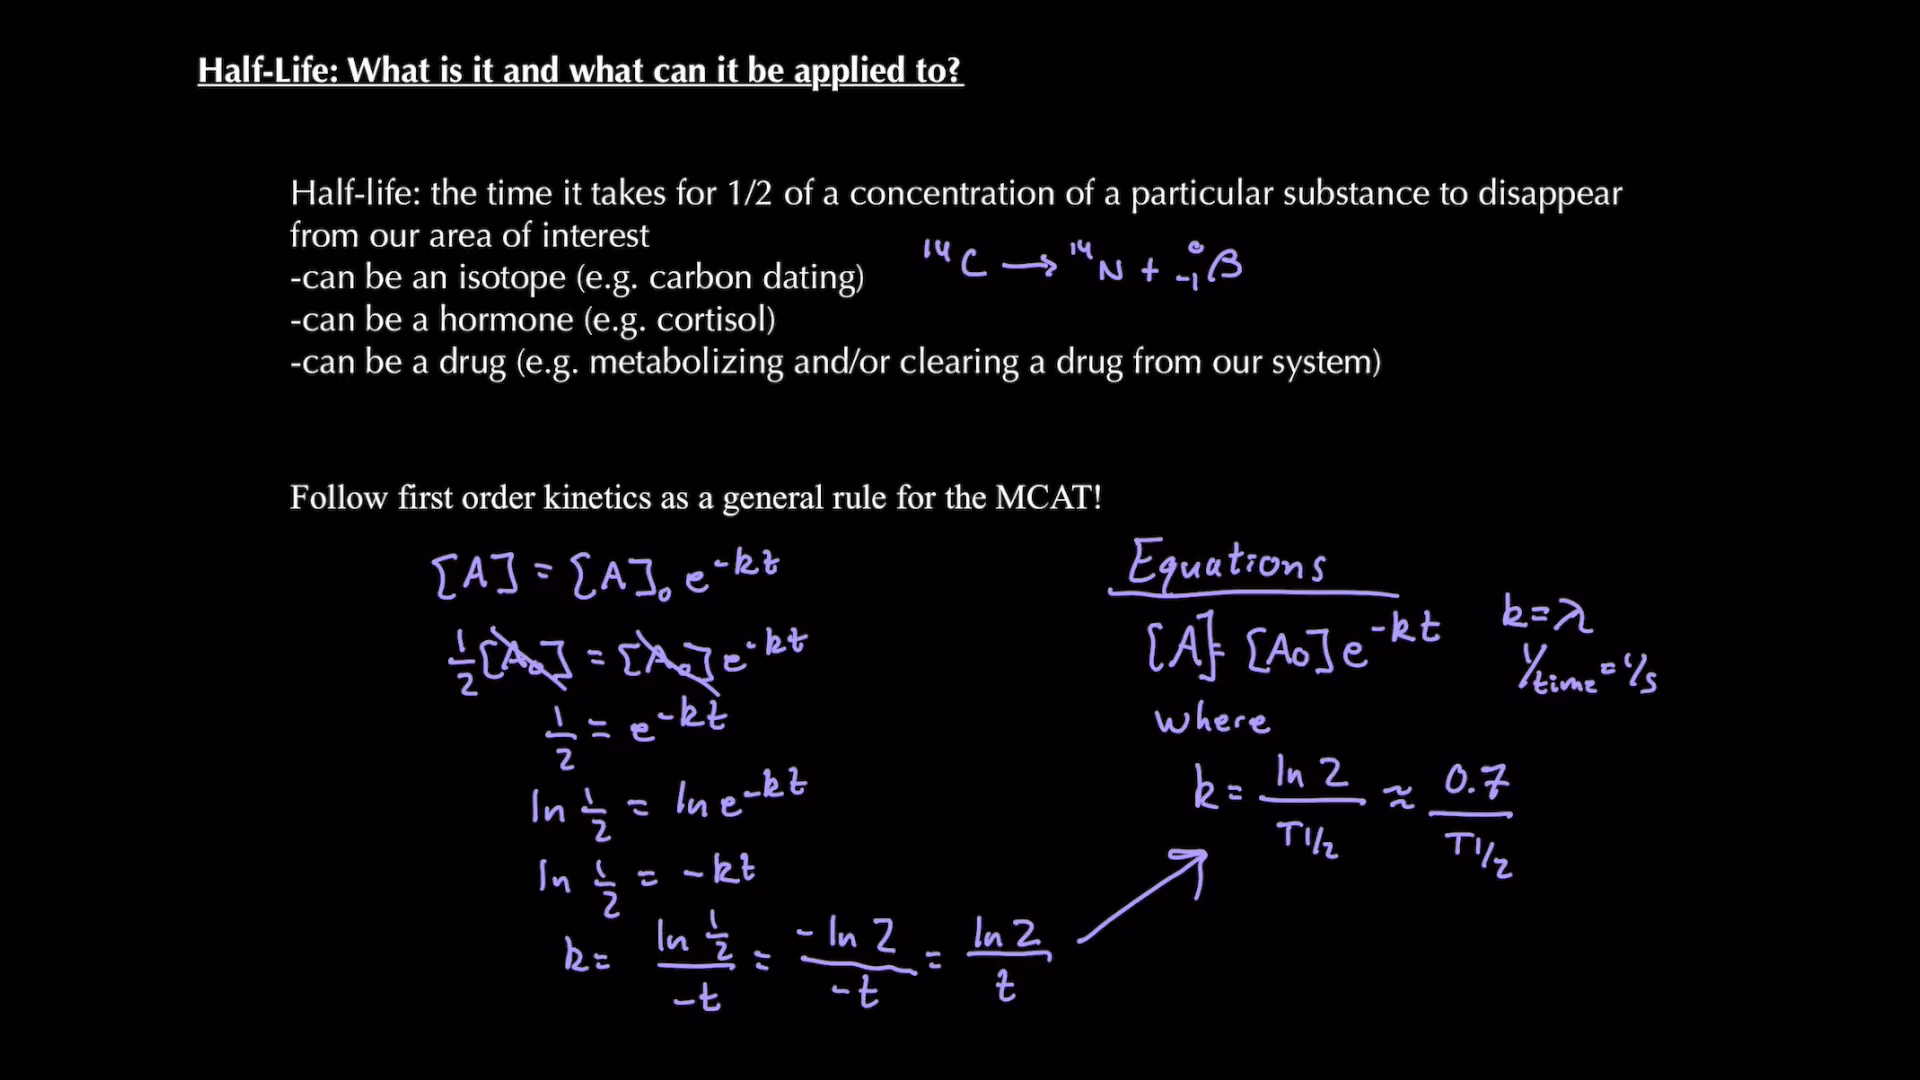 Half-Life: What is it and what can it be applied to?
Half-life: the time it takes for 1/2 of a concentration of a particular substance to disappear
from our area of interest
-can be an isotope (e.g. carbon dating)
¹⁴C → ¹⁴N + ⁰₋₁β
-can be a hormone (e.g. cortisol)
-can be a drug (e.g. metabolizing and/or clearing a drug from our system)
Follow first order kinetics as a general rule for the MCAT!
[A] = [A]₀ e^-kt
1/2 [A₀] = [A₀] e^-kt
1/2 = e^-kt
ln 1/2 = ln e^-kt
ln 1/2 = -kt
k = ln 1/2 / -t = -ln 2 / -t = ln 2 / t
Equations
[A] = [A₀] e^-kt
k = λ
1/time = 1/s
where
k = ln 2 / T1/2 ≈ 0.7 / T1/2